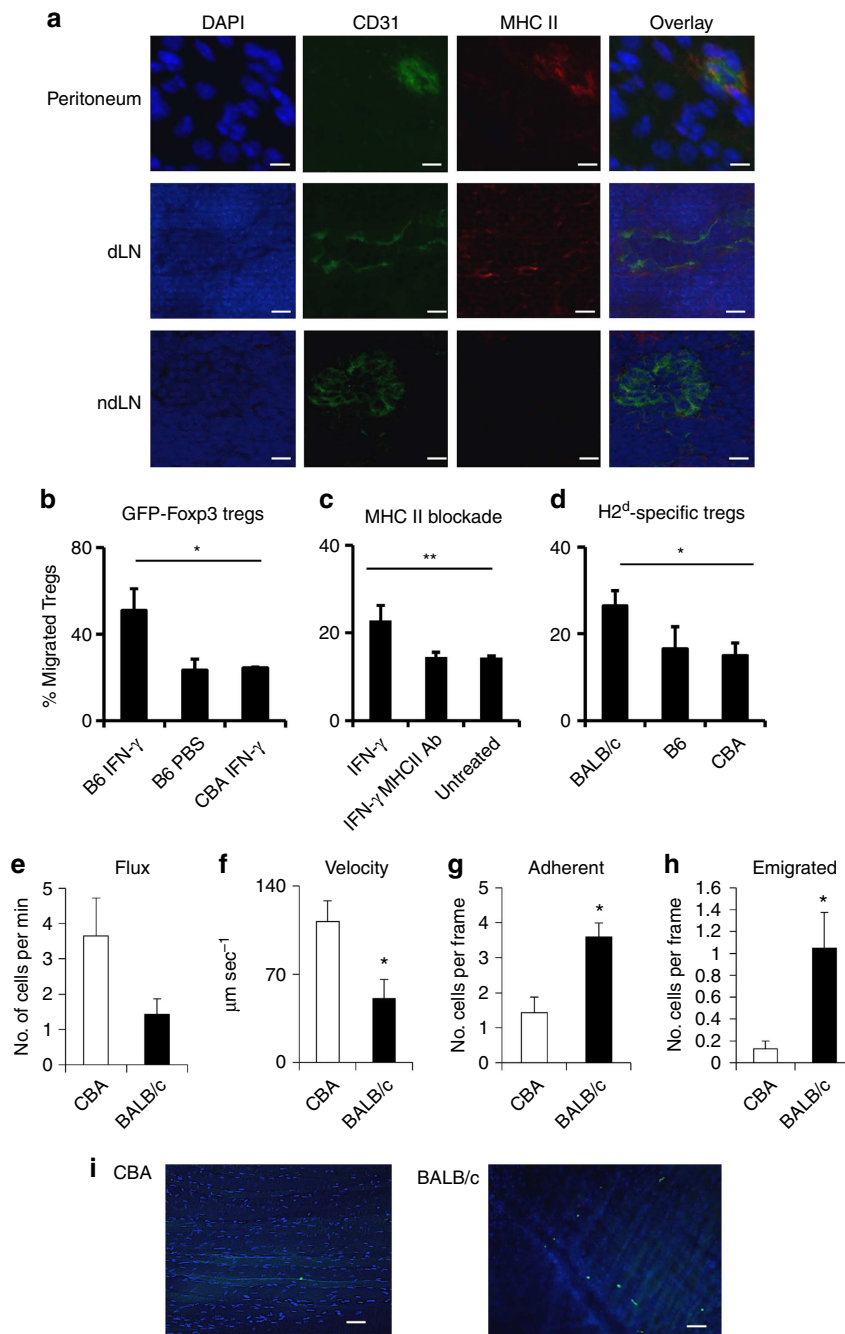 a
DAPI CD31 MHC II Overlay
Peritoneum
dLN
ndLN
b c d
GFP-Foxp3 tregs MHC II blockade H2ᵈ-specific tregs
% Migrated Tregs
80
40
0
*
B6 IFN-γ
B6 PBS
CBA IFN-γ
40
20
0
**
IFN-γ
IFN-γ MHCII Ab
Untreated
40
20
0
*
BALB/c
B6
CBA
e Flux
No. of cells per min
5
4
3
2
1
0
CBA
BALB/c
f Velocity
µm sec⁻¹
140
70
0
*
CBA
BALB/c
g Adherent
No. cells per frame
5
4
3
2
1
0
*
CBA
BALB/c
h Emigrated
No. cells per frame
1.6
1.4
1.2
1
0.8
0.6
0.4
0.2
0
*
CBA
BALB/c
i CBA BALB/c